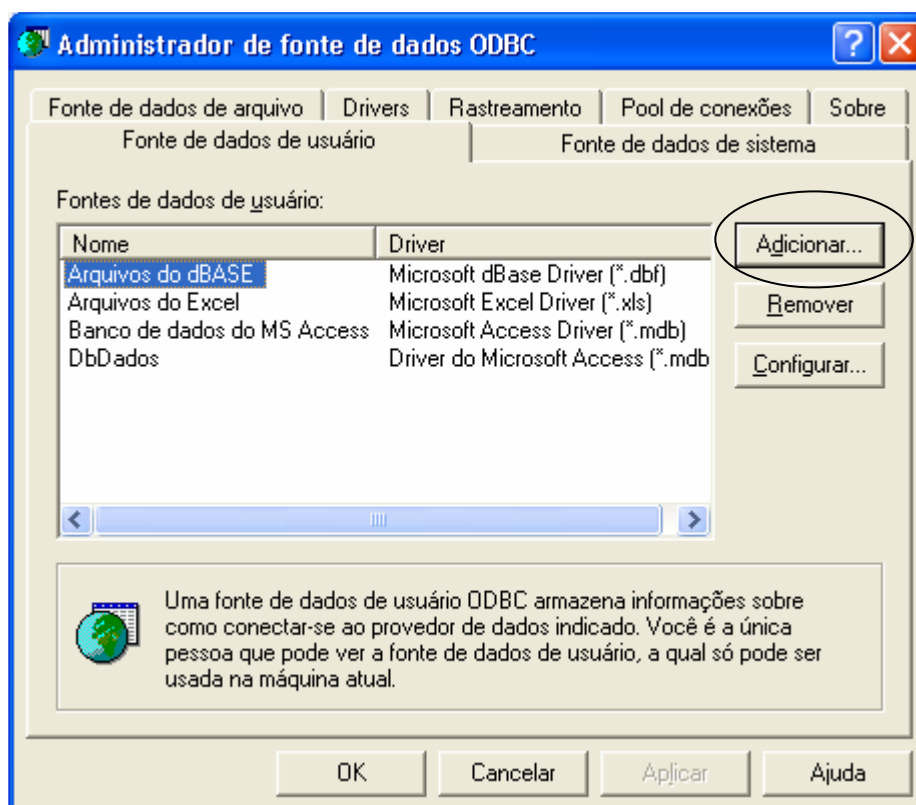 Administrador de fonte de dados ODBC
Fonte de dados de arquivo Drivers Rastreamento Pool de conexões Sobre
Fonte de dados de usuário Fonte de dados de sistema
Fontes de dados de usuário:
Nome Driver
Arquivos do dBASE Microsoft dBase Driver (*.dbf)
Arquivos do Excel Microsoft Excel Driver (*.xls)
Banco de dados do MS Access Microsoft Access Driver (*.mdb)
DbDados Driver do Microsoft Access (*.mdb
Adicionar...
Remover
Configurar...
Uma fonte de dados de usuário ODBC armazena informações sobre
como conectar-se ao provedor de dados indicado. Você é a única
pessoa que pode ver a fonte de dados de usuário, a qual só pode ser
usada na máquina atual.
OK Cancelar Aplicar Ajuda